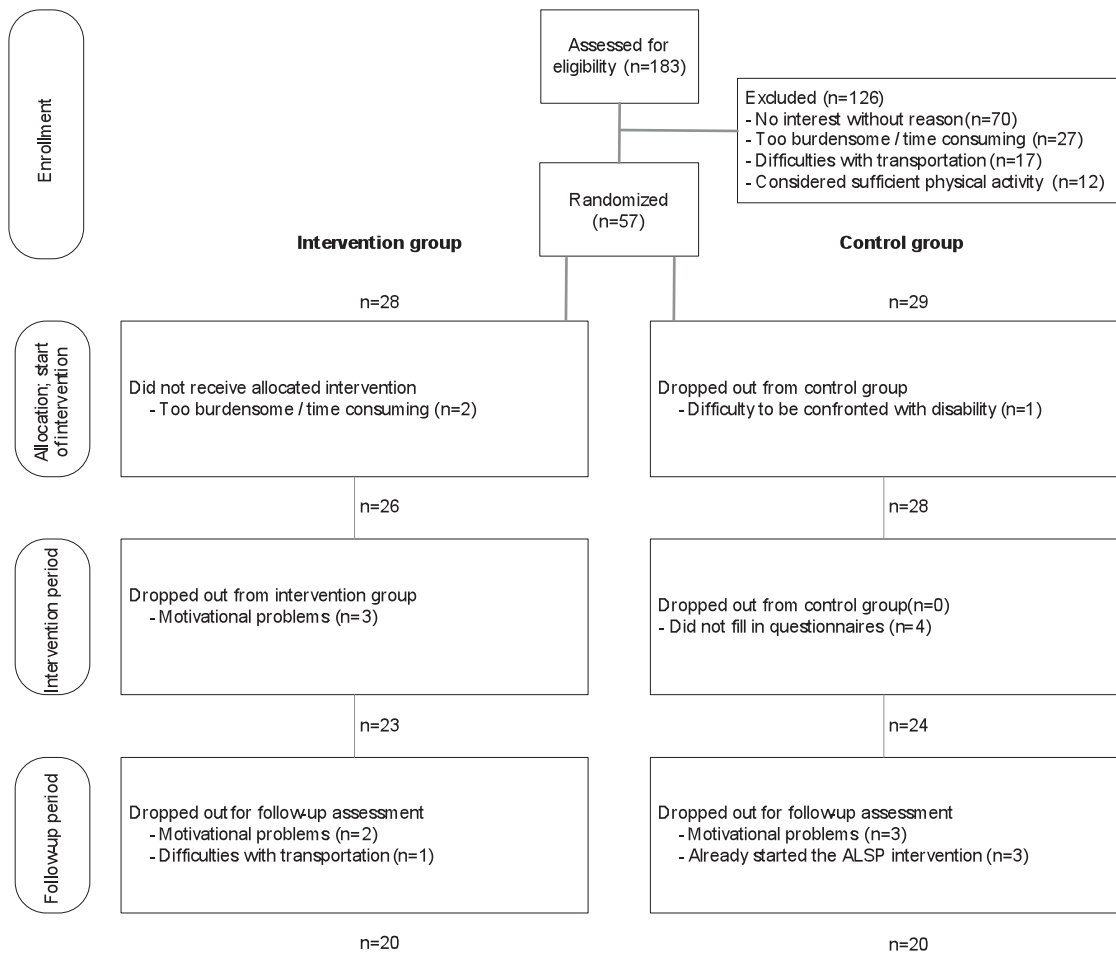 Enrollment
Assessed for
eligibility (n=183)
Excluded (n=126)
- No interest without reason (n=70)
- Too burdensome / time consuming (n=27)
- Difficulties with transportation (n=17)
- Considered sufficient physical activity (n=12)
Randomized
(n=57)
Intervention group
Control group
n=28
n=29
Allocation; start
of intervention
Did not receive allocated intervention
- Too burdensome / time consuming (n=2)
Dropped out from control group
- Difficulty to be confronted with disability (n=1)
n=26
n=28
Intervention period
Dropped out from intervention group
- Motivational problems (n=3)
Dropped out from control group(n=0)
- Did not fill in questionnaires (n=4)
n=23
n=24
Follow-up period
Dropped out for follow-up assessment
- Motivational problems (n=2)
- Difficulties with transportation (n=1)
Dropped out for follow-up assessment
- Motivational problems (n=3)
- Already started the ALSP intervention (n=3)
n=20
n=20